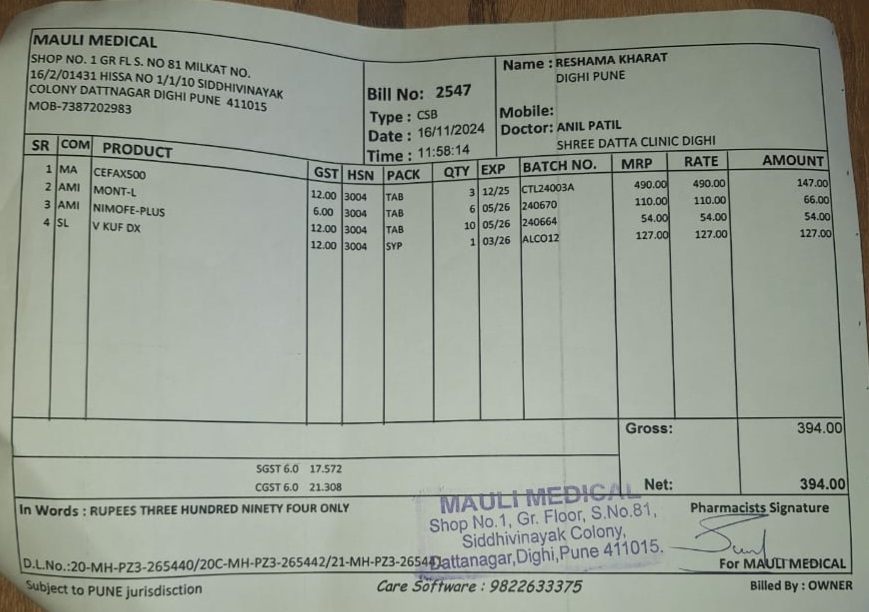 MAULI MEDICAL
SHOP NO. 1 GR FL S. NO 81 MILKAT NO.
16/2/01431 HISSA NO 1/1/10 SIDDHIVINAYAK
COLONY DATTNAGAR DIGHI PUNE 411015
MOB-7387202983
Bill No: 2547
Type : CSB
Date : 16/11/2024
Time : 11:58:14
Name : RESHAMA KHARAT
DIGHI PUNE
Mobile:
Doctor: ANIL PATIL
SHREE DATTA CLINIC DIGHI
SR COM PRODUCT GST HSN PACK QTY EXP BATCH NO. MRP RATE AMOUNT
1 MA CEFAX500 12.00 3004 TAB 3 12/25 CTL24003A 490.00 490.00 147.00
2 AMI MONT-L 6.00 3004 TAB 6 05/26 240670 110.00 110.00 66.00
3 AMI NIMOFE-PLUS 12.00 3004 TAB 10 05/26 240664 54.00 54.00 54.00
4 SL V KUF DX 12.00 3004 SYP 1 03/26 ALCO12 127.00 127.00 127.00
Gross: 394.00
SGST 6.0 17.572
CGST 6.0 21.308
Net: 394.00
In Words : RUPEES THREE HUNDRED NINETY FOUR ONLY
MAULI MEDICAL
Shop No.1, Gr. Floor, S.No.81,
Siddhivinayak Colony,
Dattanagar,Dighi,Pune 411015.
Pharmacists Signature
D.L.No.:20-MH-PZ3-265440/20C-MH-PZ3-265442/21-MH-PZ3-26544
For MAULI MEDICAL
Subject to PUNE jurisdisction
Care Software : 9822633375
Billed By : OWNER